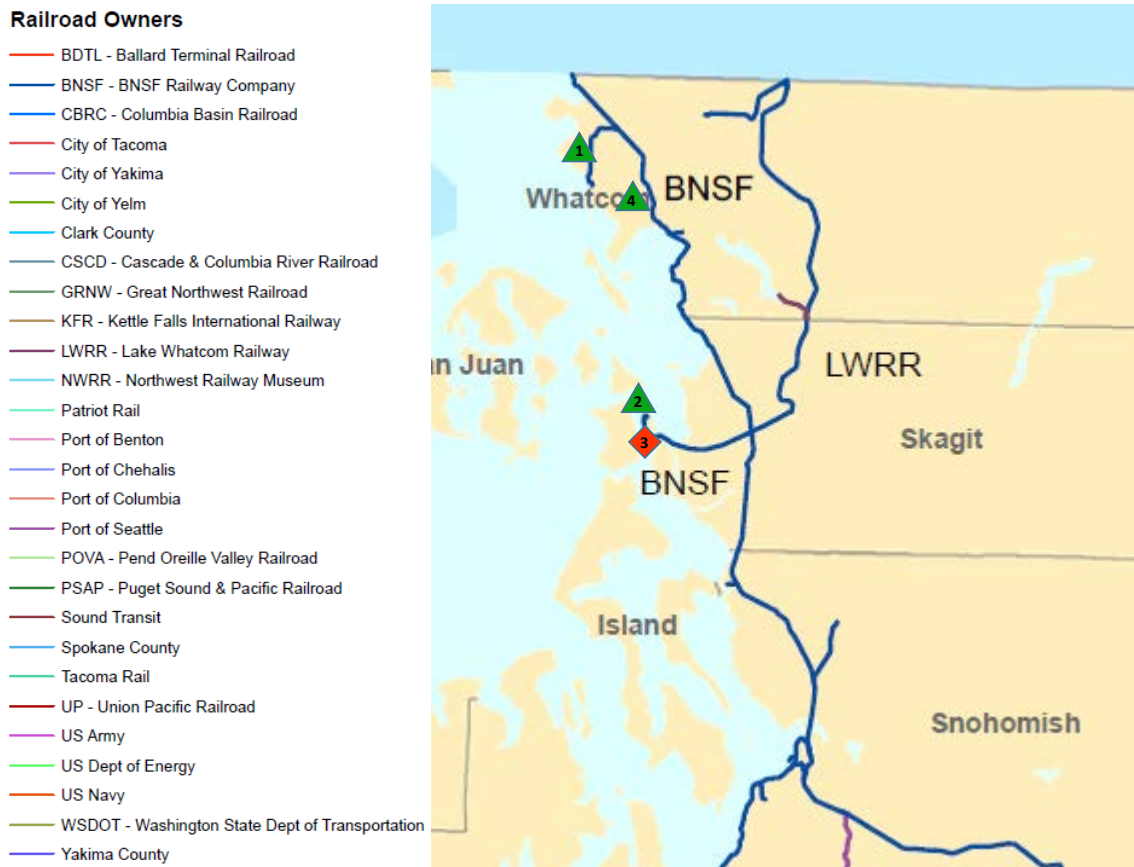 Railroad Owners
BDTL - Ballard Terminal Railroad
BNSF - BNSF Railway Company
CBRC - Columbia Basin Railroad
City of Tacoma
City of Yakima
City of Yelm
Clark County
CSCD - Cascade & Columbia River Railroad
GRNW - Great Northwest Railroad
KFR - Kettle Falls International Railway
LWRR - Lake Whatcom Railway
NWRR - Northwest Railway Museum
Patriot Rail
Port of Benton
Port of Chehalis
Port of Columbia
Port of Seattle
POVA - Pend Oreille Valley Railroad
PSAP - Puget Sound & Pacific Railroad
Sound Transit
Spokane County
Tacoma Rail
UP - Union Pacific Railroad
US Army
US Dept of Energy
US Navy
WSDOT - Washington State Dept of Transportation
Yakima County
1
BNSF
Whatcom
4
n Juan
LWRR
2
3
Skagit
BNSF
Island
Snohomish